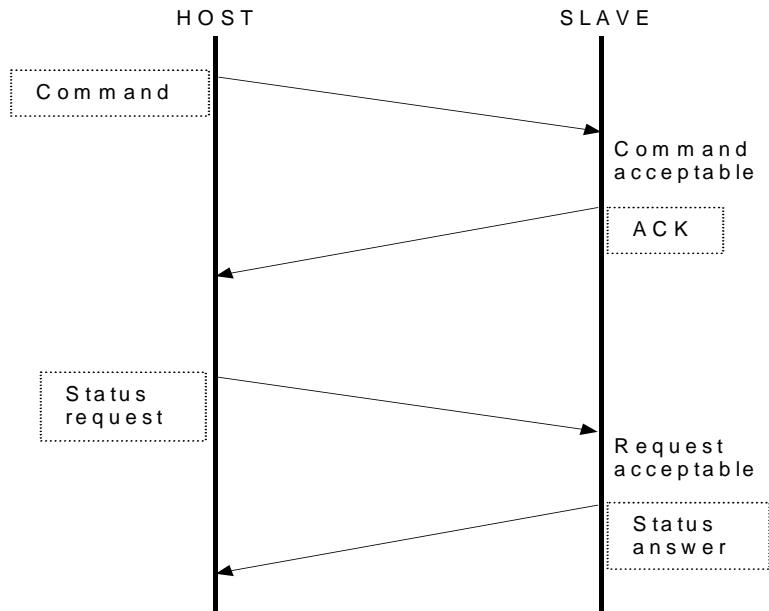 HOST
SLAVE
Command
Command
acceptable
ACK
Status
request
Request
acceptable
Status
answer